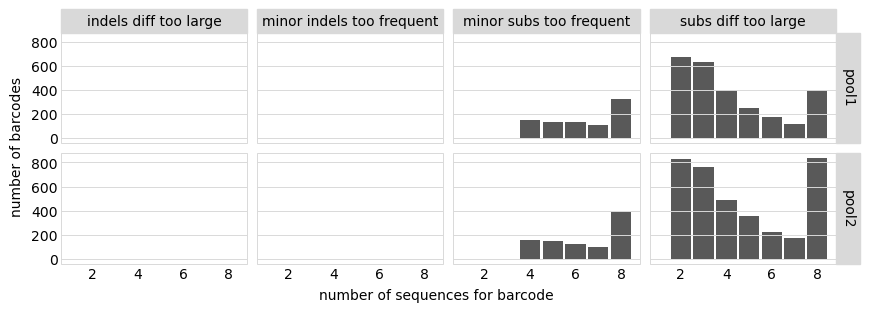 indels diff too large
minor indels too frequent
minor subs too frequent
subs diff too large
number of barcodes
800
600
400
200
0
pool1
800
600
400
200
0
pool2
2 4 6 8
2 4 6 8
2 4 6 8
2 4 6 8
number of sequences for barcode